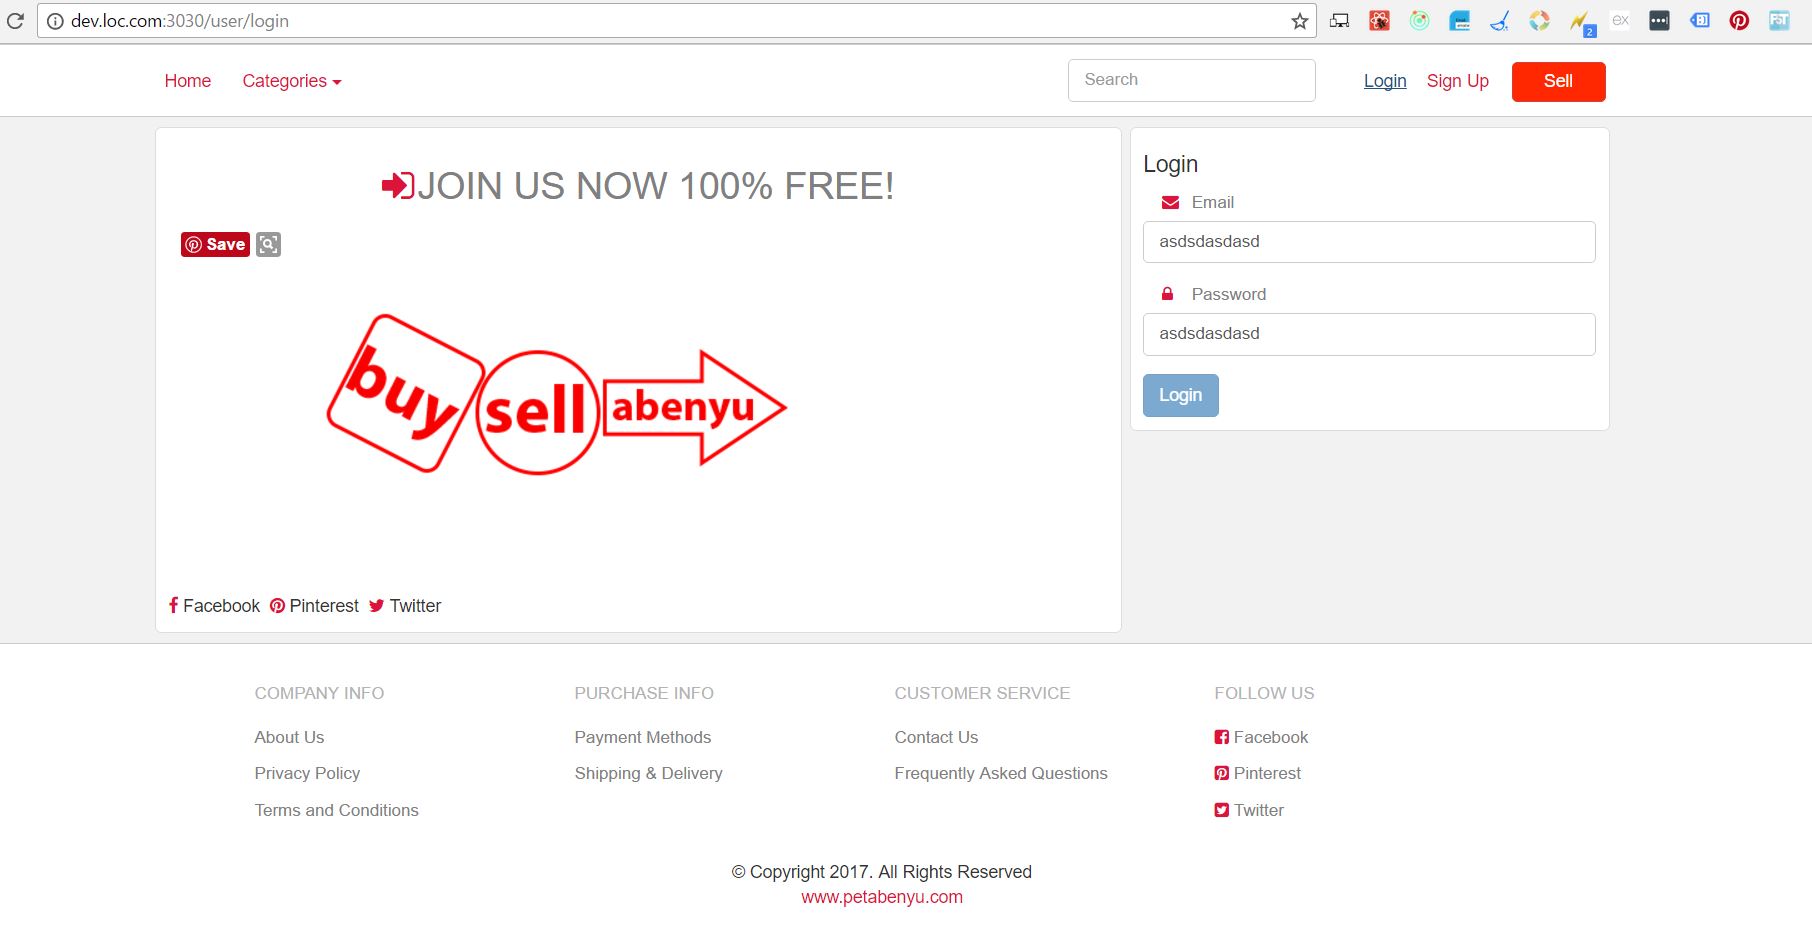 dev.loc.com:3030/user/login
2
ex
F5T
Home Categories Search Login Sign Up Sell
JOIN US NOW 100% FREE!
Save
buy sell abenyu
Facebook Pinterest Twitter
Login
Email
asdsdasdasd
Password
asdsdasdasd
Login
COMPANY INFO
About Us
Privacy Policy
Terms and Conditions
PURCHASE INFO
Payment Methods
Shipping & Delivery
CUSTOMER SERVICE
Contact Us
Frequently Asked Questions
FOLLOW US
Facebook
Pinterest
Twitter
© Copyright 2017. All Rights Reserved
www.petabenyu.com